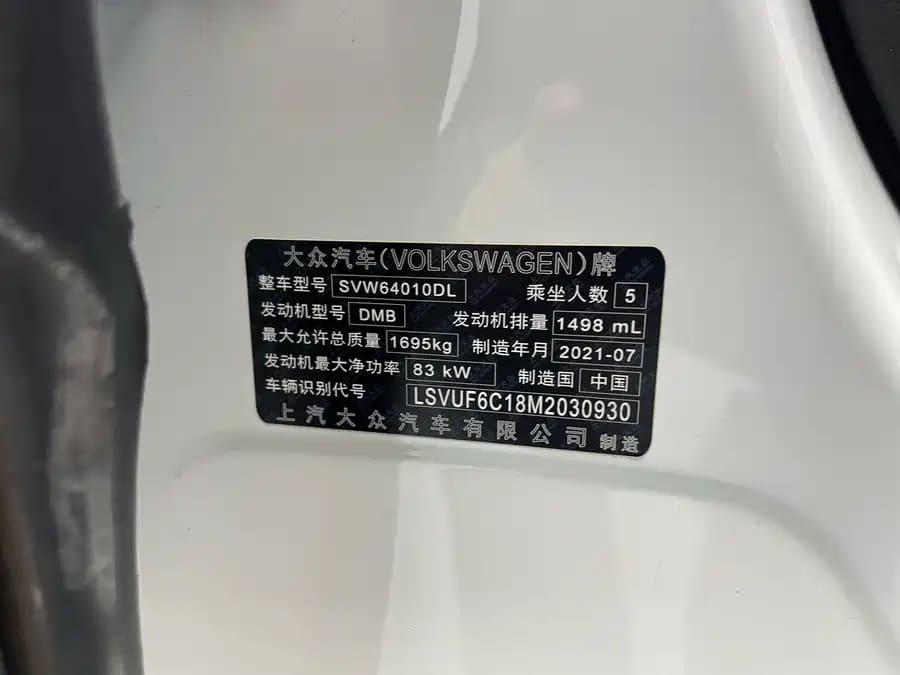 大众汽车(VOLKSWAGEN)牌
整车型号 SVW64010DL 乘坐人数 5
发动机型号 DMB 发动机排量 1498 mL
最大允许总质量 1695kg 制造年月 2021-07
发动机最大净功率 83 kW 制造国 中国
车辆识别代号 LSVUF6C18M2030930
上汽大众汽车有限公司 制造